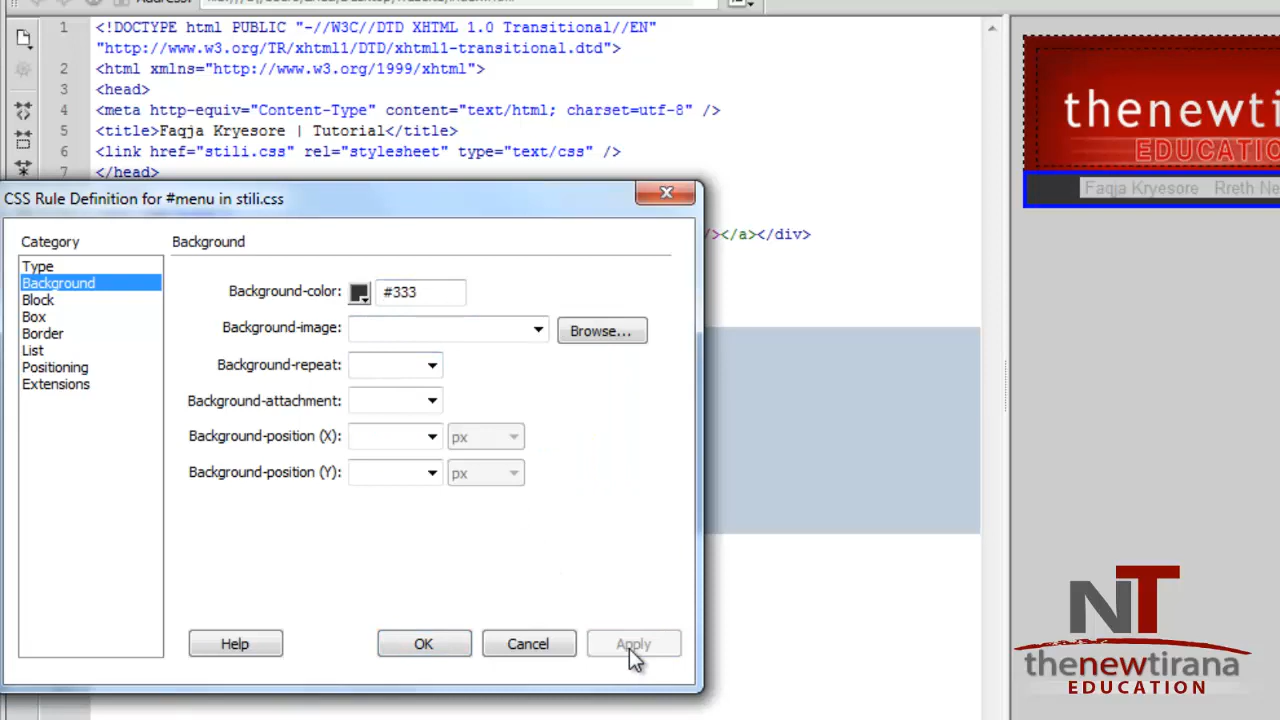 1 <!DOCTYPE html PUBLIC "-//W3C//DTD XHTML 1.0 Transitional//EN"
"http://www.w3.org/TR/xhtml1/DTD/xhtml1-transitional.dtd">
2 <html xmlns="http://www.w3.org/1999/xhtml">
3 <head>
4 <meta http-equiv="Content-Type" content="text/html; charset=utf-8" />
5 <title>Faqja Kryesore | Tutorial</title>
6 <link href="stili.css" rel="stylesheet" type="text/css" />
7 </head>
/></a></div>
thenewti
EDUCATIO
Faqja Kryesore Rreth Ne
CSS Rule Definition for #menu in stili.css
Category
Type
Background
Block
Box
Border
List
Positioning
Extensions
Background
Background-color: #333
Background-image: Browse...
Background-repeat:
Background-attachment:
Background-position (X): px
Background-position (Y): px
Help OK Cancel Apply
NT
thenewtirana
EDUCATION